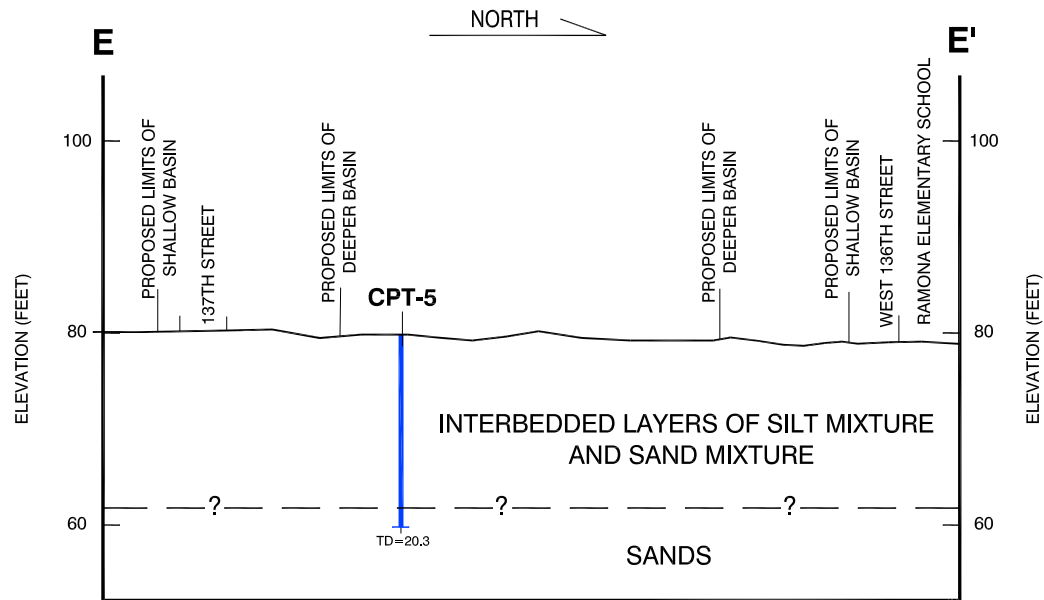 NORTH
E
E'
PROPOSED LIMITS OF
SHALLOW BASIN
137TH STREET
PROPOSED LIMITS OF
DEEPER BASIN
CPT-5
PROPOSED LIMITS OF
DEEPER BASIN
PROPOSED LIMITS OF
SHALLOW BASIN
WEST 136TH STREET
RAMONA ELEMENTARY SCHOOL
100
100
80
80
ELEVATION (FEET)
ELEVATION (FEET)
INTERBEDDED LAYERS OF SILT MIXTURE
AND SAND MIXTURE
?
?
?
60
60
TD=20.3
SANDS